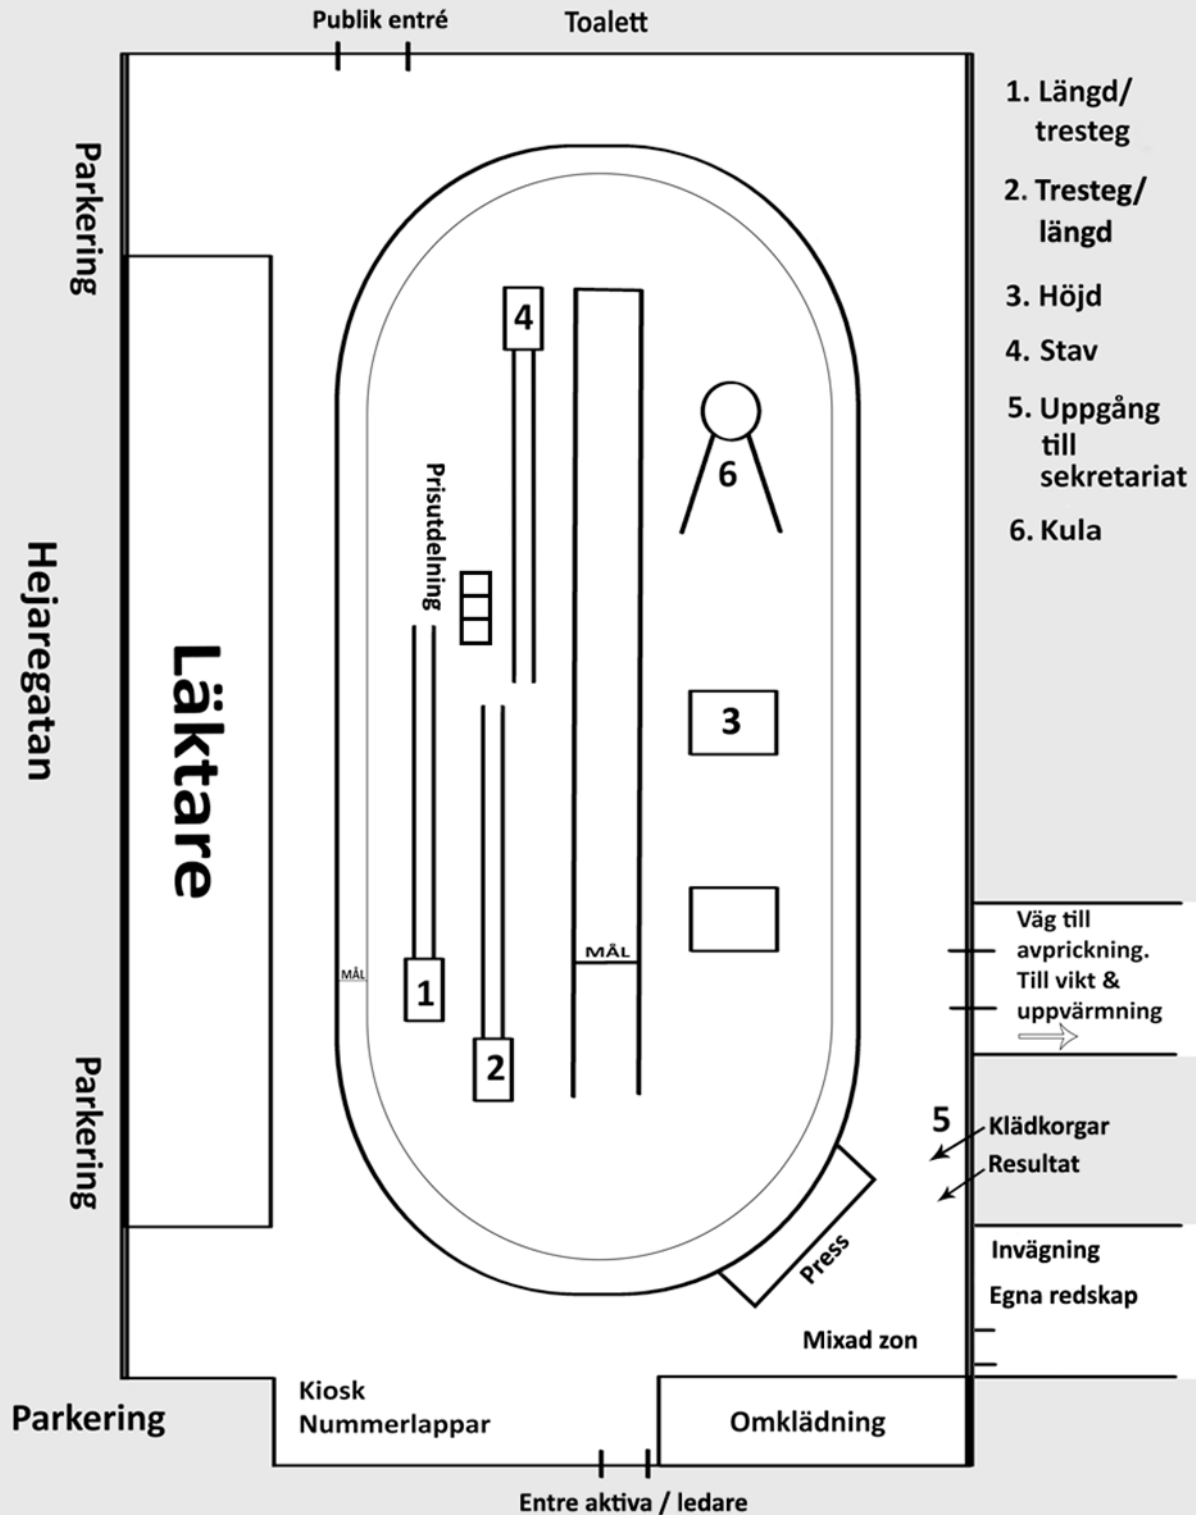 Publik entré
Toalett
1. Längd/
tresteg
2. Tresteg/
längd
3. Höjd
4. Stav
5. Uppgång
till
sekretariat
6. Kula
Parkering
Hejaregatan
Läktare
Parkering
Parkering
4
6
Prisutdelning
3
MÅL
MÅL
1
2
Väg till
avprickning.
Till vikt &
uppvärmning
5
Klädkorgar
Resultat
Press
Invägning
Egna redskap
Mixad zon
Kiosk
Nummerlappar
Omklädning
Entre aktiva / ledare